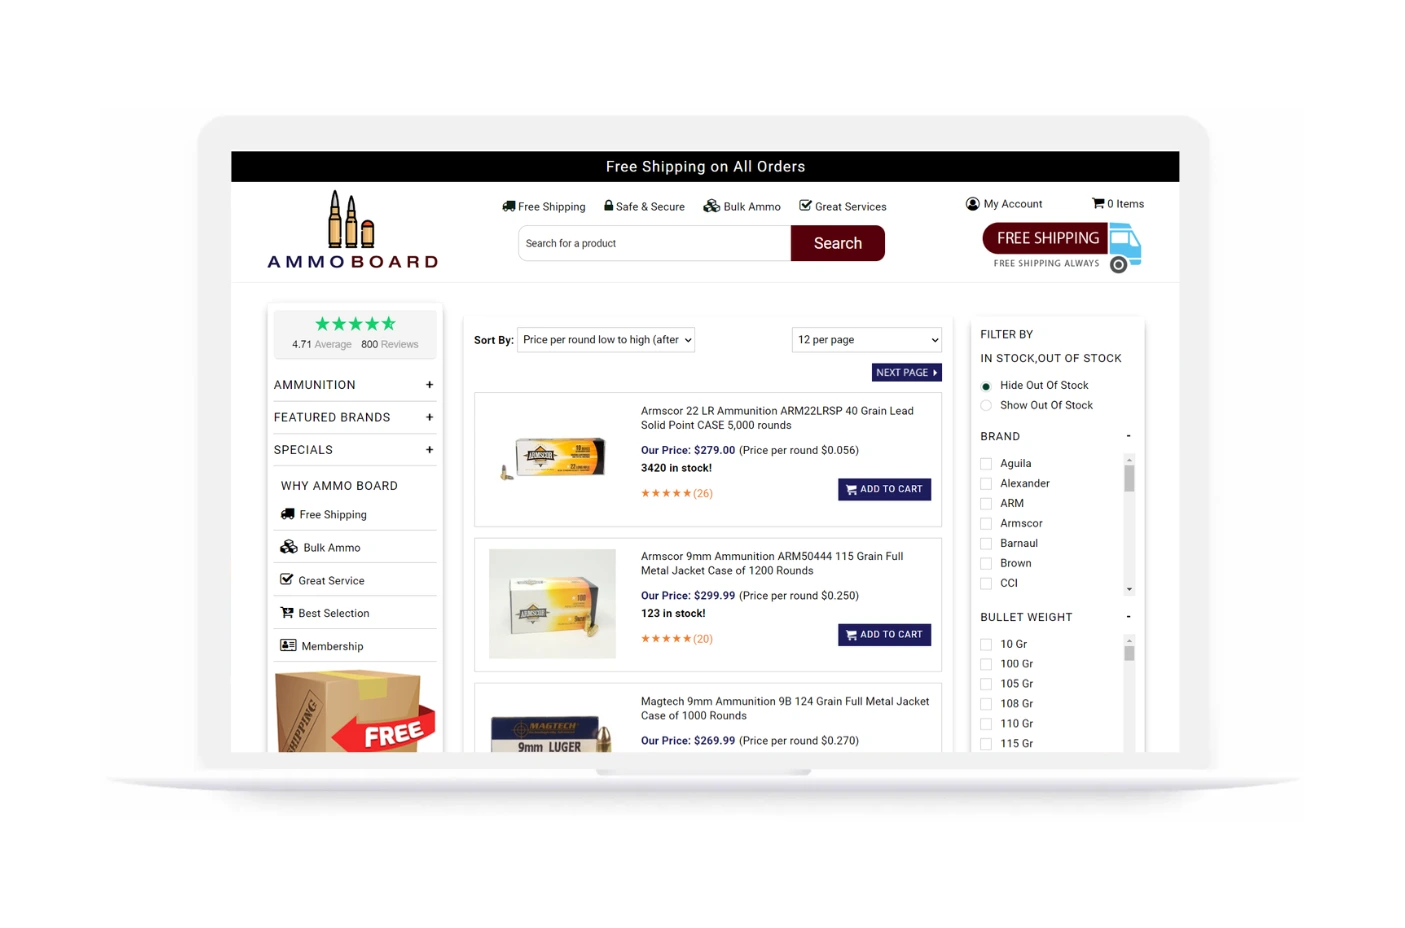 Free Shipping on All Orders
AMMOBOARD
Free Shipping
Safe & Secure
Bulk Ammo
Great Services
Search for a product
Search
My Account
0 Items
FREE SHIPPING
FREE SHIPPING ALWAYS
4.71 Average 800 Reviews
AMMUNITION +
FEATURED BRANDS +
SPECIALS +
WHY AMMO BOARD
Free Shipping
Bulk Ammo
Great Service
Best Selection
Membership
SHIPPING
FREE
Sort By: Price per round low to high (after
12 per page
NEXT PAGE
ARMSCOR
Armscor 22 LR Ammunition ARM22LRSP 40 Grain Lead
Solid Point CASE 5,000 rounds
Our Price: $279.00 (Price per round $0.056)
3420 in stock!
(26)
ADD TO CART
ARMSCOR
Armscor 9mm Ammunition ARM50444 115 Grain Full
Metal Jacket Case of 1200 Rounds
Our Price: $299.99 (Price per round $0.250)
123 in stock!
(20)
ADD TO CART
MAGTECH
9mm LUGER
Magtech 9mm Ammunition 9B 124 Grain Full Metal Jacket
Case of 1000 Rounds
Our Price: $269.99 (Price per round $0.270)
FILTER BY
IN STOCK,OUT OF STOCK
Hide Out Of Stock
Show Out Of Stock
BRAND -
Aguila
Alexander
ARM
Armscor
Barnaul
Brown
CCI
BULLET WEIGHT -
10 Gr
100 Gr
105 Gr
108 Gr
110 Gr
115 Gr